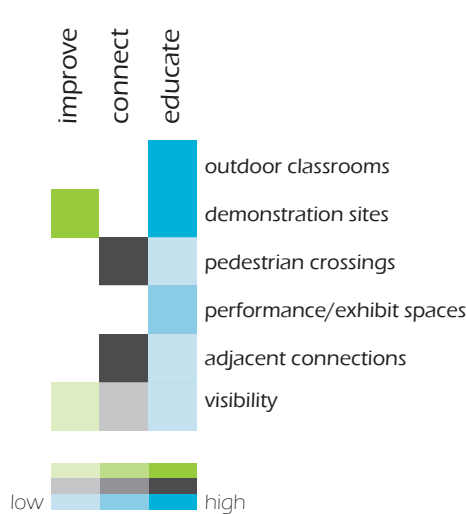 improve
connect
educate
outdoor classrooms
demonstration sites
pedestrian crossings
performance/exhibit spaces
adjacent connections
visibility
low
high